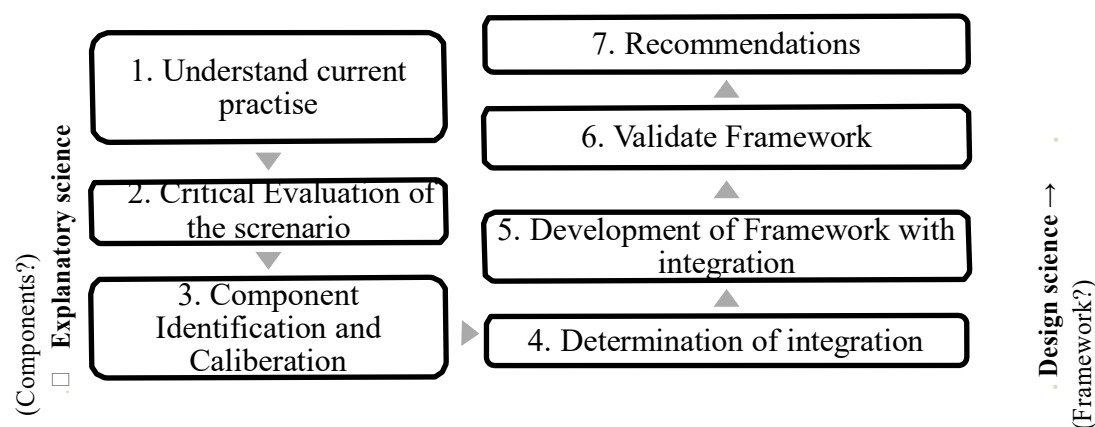 1. Understand current
practise
2. Critical Evaluation of
the screnario
3. Component
Identification and
Caliberation
4. Determination of integration
5. Development of Framework with
integration
6. Validate Framework
7. Recommendations
(Components?)
Explanatory science
Design science →
(Framework?)